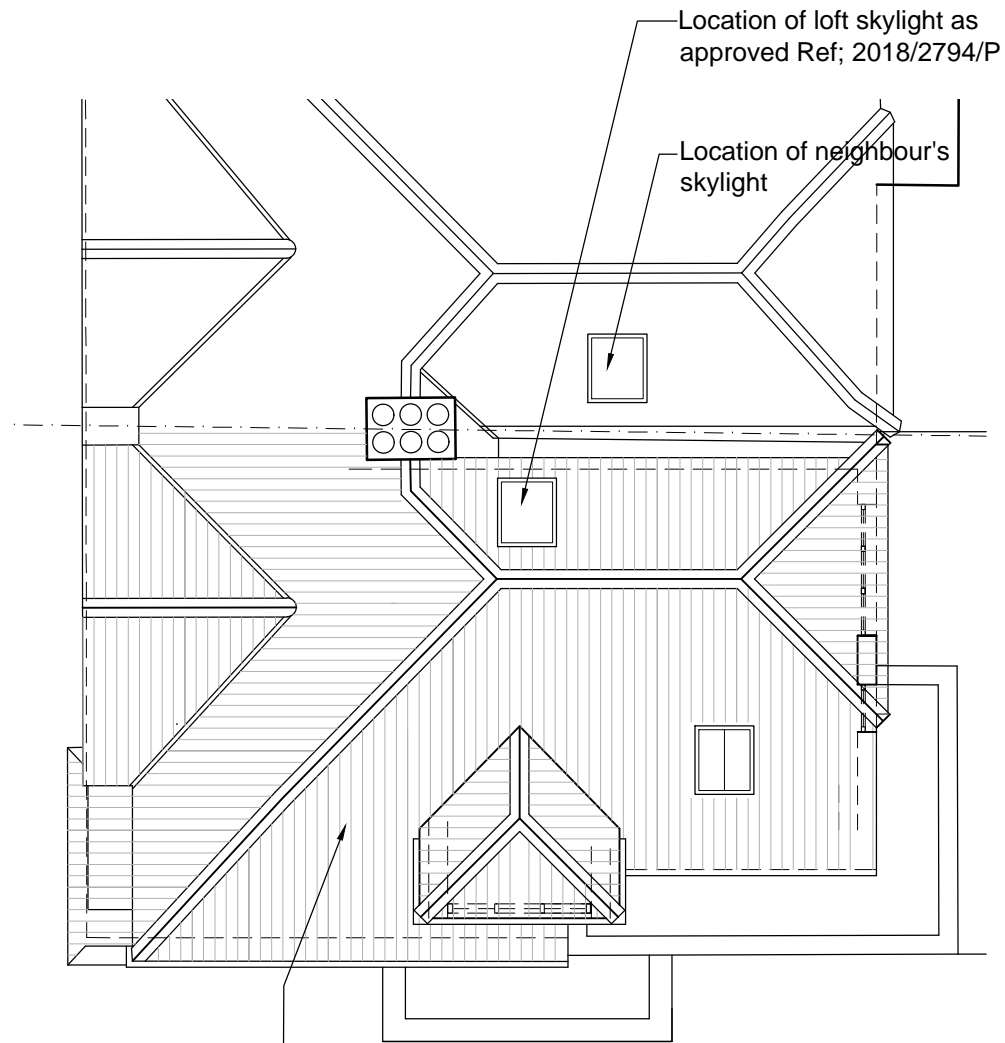 Location of loft skylight as
approved Ref; 2018/2794/P
Location of neighbour's
skylight